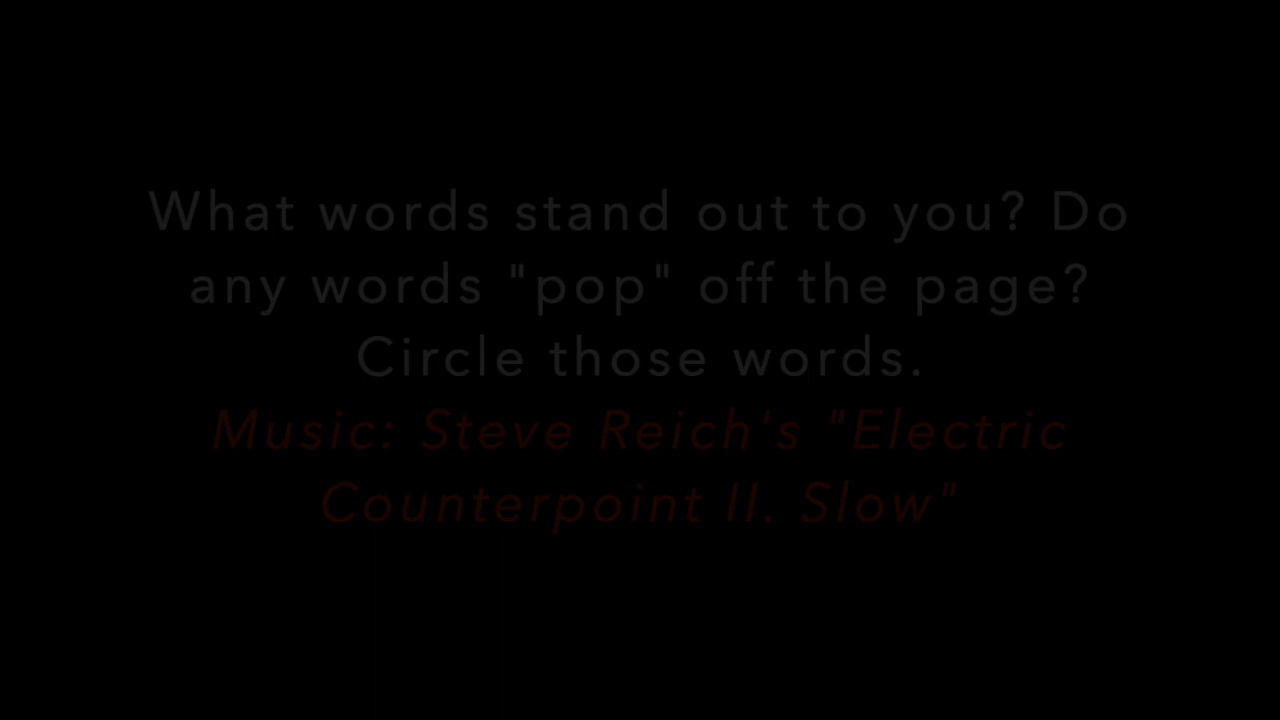 What words stand out to you? Do
any words "pop" off the page?
Circle those words.
Music: Steve Reich's "Electric
Counterpoint II. Slow"